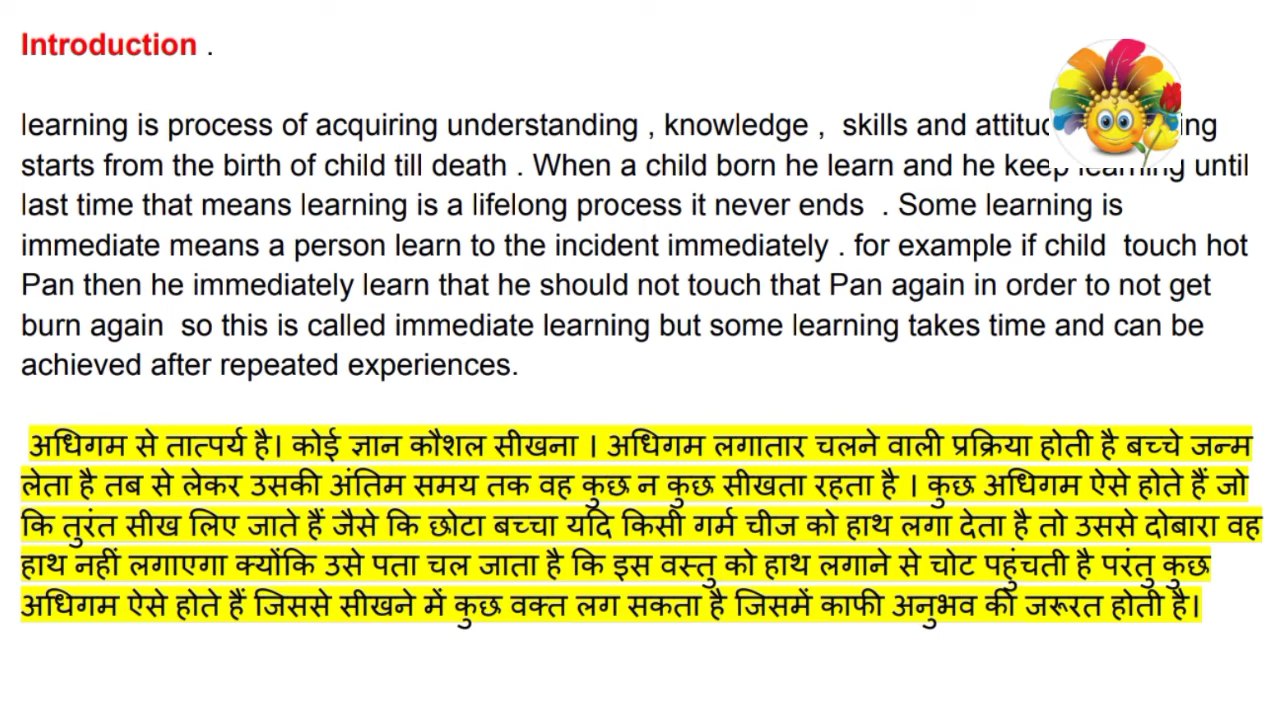 Introduction .
learning is process of acquiring understanding , knowledge , skills and
starts from the birth of child till death . When a child born he learn and he keep learning until
last time that means learning is a lifelong process it never ends . Some learning is
immediate means a person learn to the incident immediately . for example if child touch hot
Pan then he immediately learn that he should not touch that Pan again in order to not get
burn again so this is called immediate learning but some learning takes time and can be
achieved after repeated experiences.
अधिगम से तात्पर्य है। कोई ज्ञान कौशल सीखना । अधिगम लगातार चलने वाली प्रक्रिया होती है बच्चे जन्म
लेता है तब से लेकर उसकी अंतिम समय तक वह कुछ न कुछ सीखता रहता है । कुछ अधिगम ऐसे होते हैं जो
कि तुरंत सीख लिए जाते हैं जैसे कि छोटा बच्चा यदि किसी गर्म चीज को हाथ लगा देता है तो उससे दोबारा वह
हाथ नहीं लगाएगा क्योंकि उसे पता चल जाता है कि इस वस्तु को हाथ लगाने से चोट पहुंचती है परंतु कुछ
अधिगम ऐसे होते हैं जिससे सीखने में कुछ वक्त लग सकता है जिसमें काफी अनुभव की जरूरत होती है।